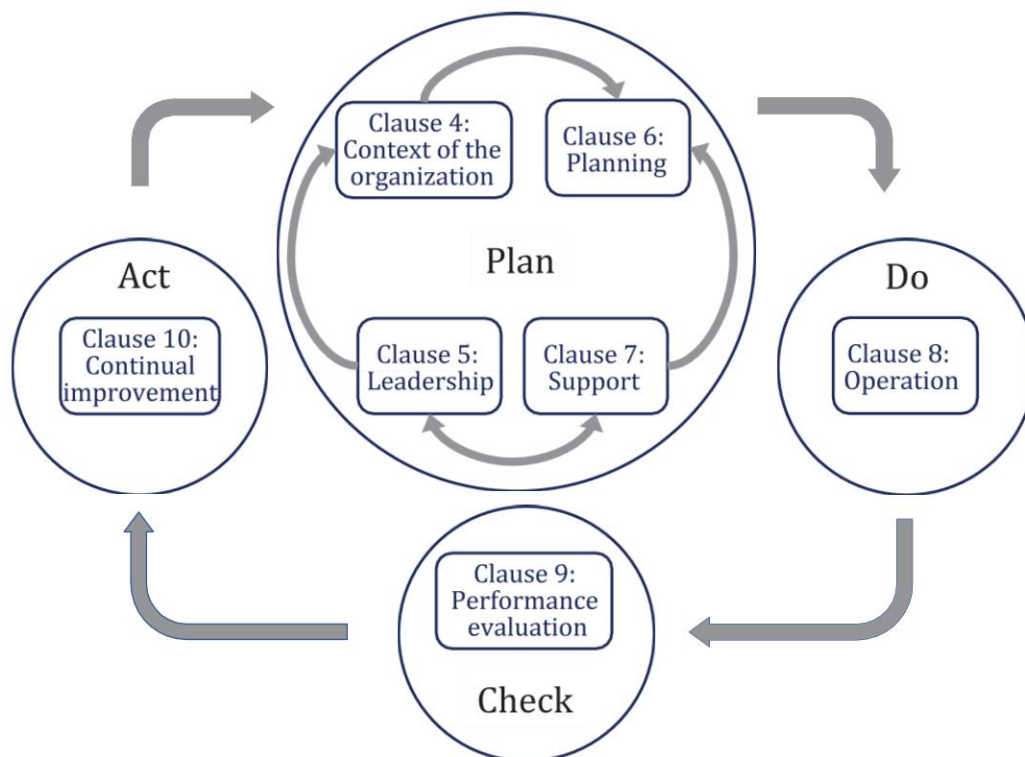 Clause 4:
Context of the
organization
Clause 6:
Planning
Plan
Clause 5:
Leadership
Clause 7:
Support
Act
Clause 10:
Continual
improvement
Do
Clause 8:
Operation
Clause 9:
Performance
evaluation
Check